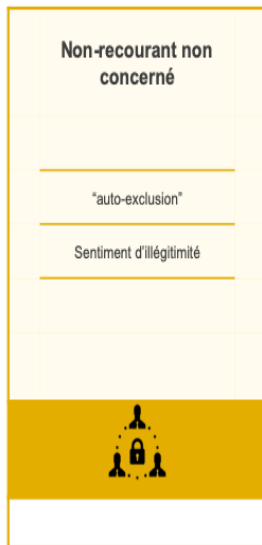 Non-recourant non
concerné
“auto-exclusion”
Sentiment d’illégitimité